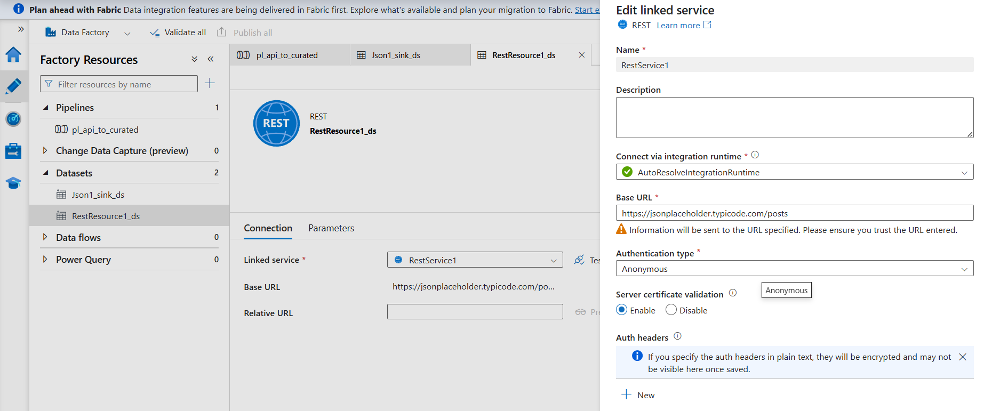 Plan ahead with Fabric Data integration features are being delivered in Fabric first. Explore what's available and plan your migration to Fabric. Start e
Data Factory
Validate all
Publish all
Factory Resources
Filter resources by name
Pipelines 1
pl_api_to_curated
Change Data Capture (preview) 0
Datasets 2
Json1_sink_ds
RestResource1_ds
Data flows 0
Power Query 0
pl_api_to_curated
Json1_sink_ds
RestResource1_ds
REST
REST
RestResource1_ds
Connection
Parameters
Linked service *
RestService1
Tes
Base URL
https://jsonplaceholder.typicode.com/po...
Relative URL
Pr
Edit linked service
REST Learn more
Name *
RestService1
Description
Connect via integration runtime *
AutoResolveIntegrationRuntime
Base URL *
https://jsonplaceholder.typicode.com/posts
Information will be sent to the URL specified. Please ensure you trust the URL entered.
Authentication type *
Anonymous
Anonymous
Server certificate validation
Enable Disable
Auth headers
If you specify the auth headers in plain text, they will be encrypted and may not
be visible here once saved.
New